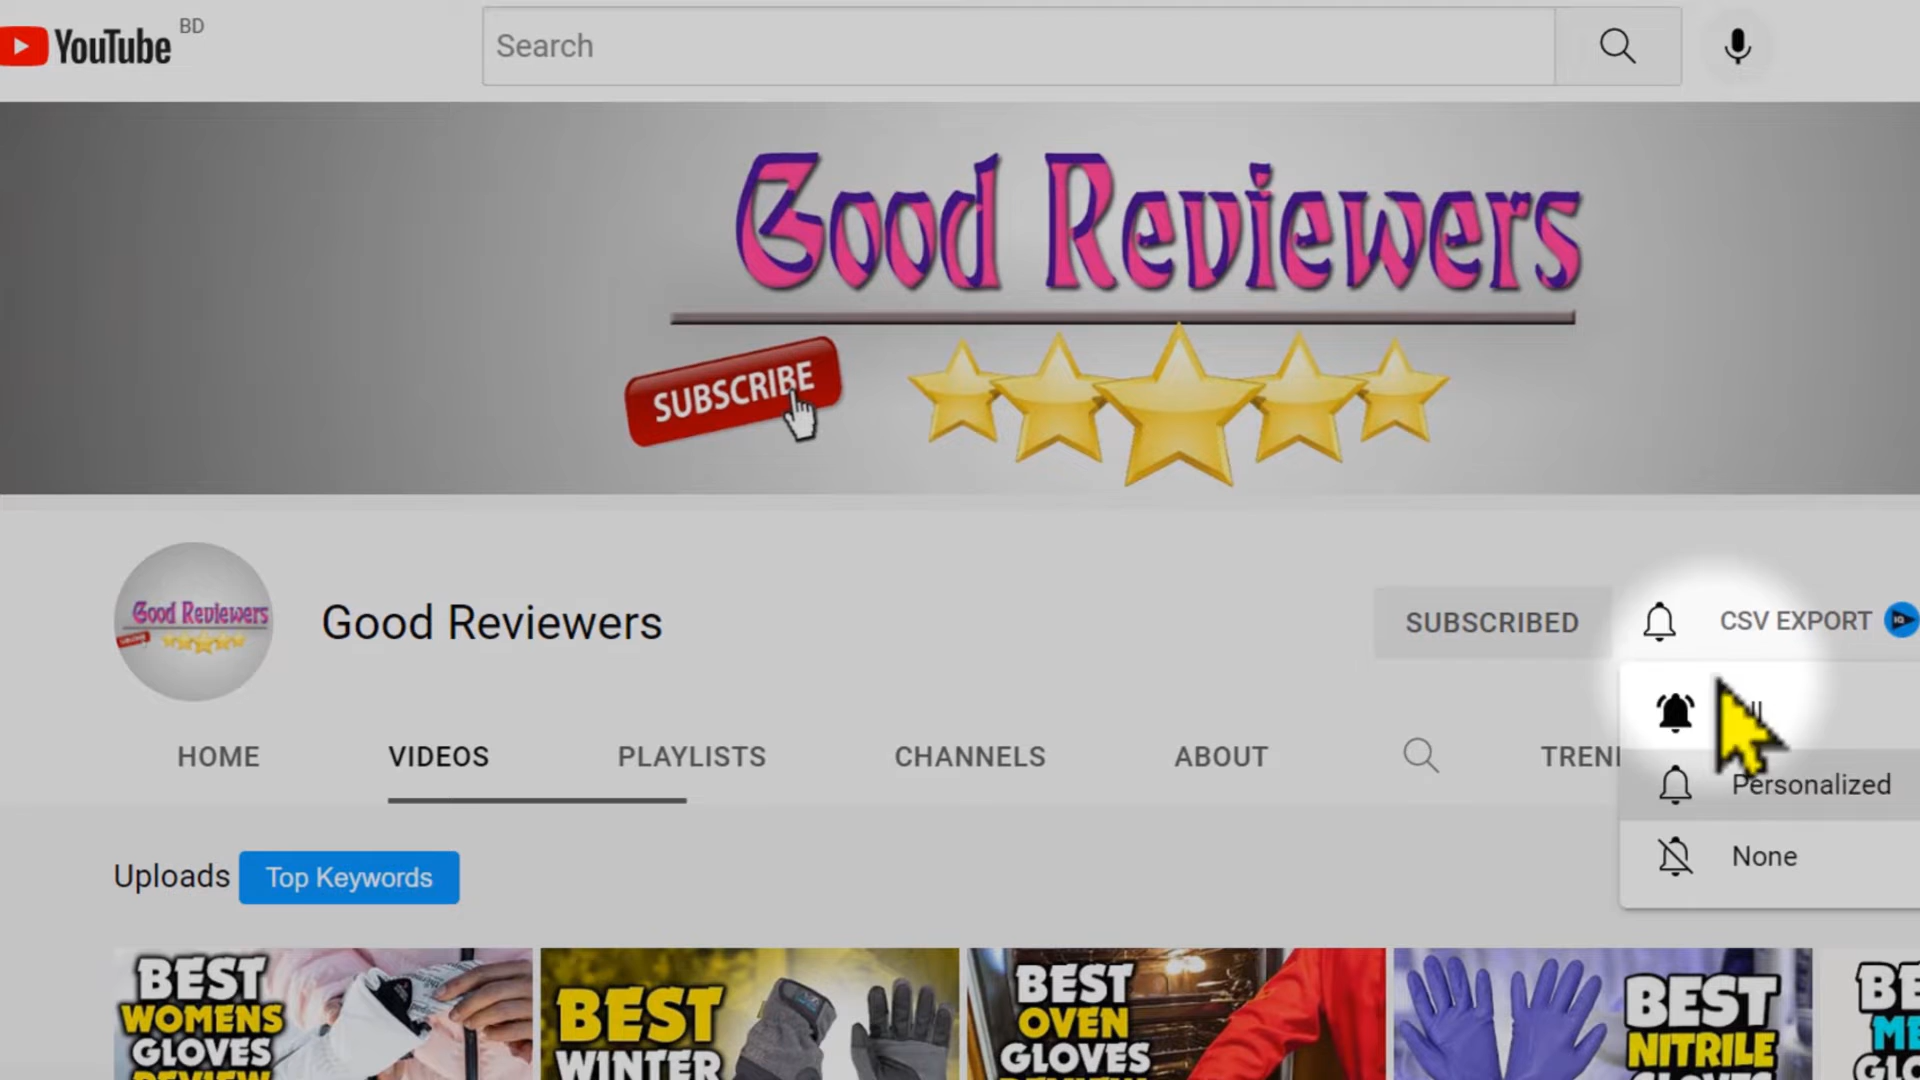 YouTube BD
Search
Good Reviewers
SUBSCRIBE
Good Reviewers
Good Reviewers
SUBSCRIBED
CSV EXPORT
HOME
VIDEOS
PLAYLISTS
CHANNELS
ABOUT
Personalized
None
Uploads
Top Keywords
BEST
WOMENS
GLOVES
REVIEW
BEST
WINTER
BEST
OVEN
GLOVES
BEST
NITRILE